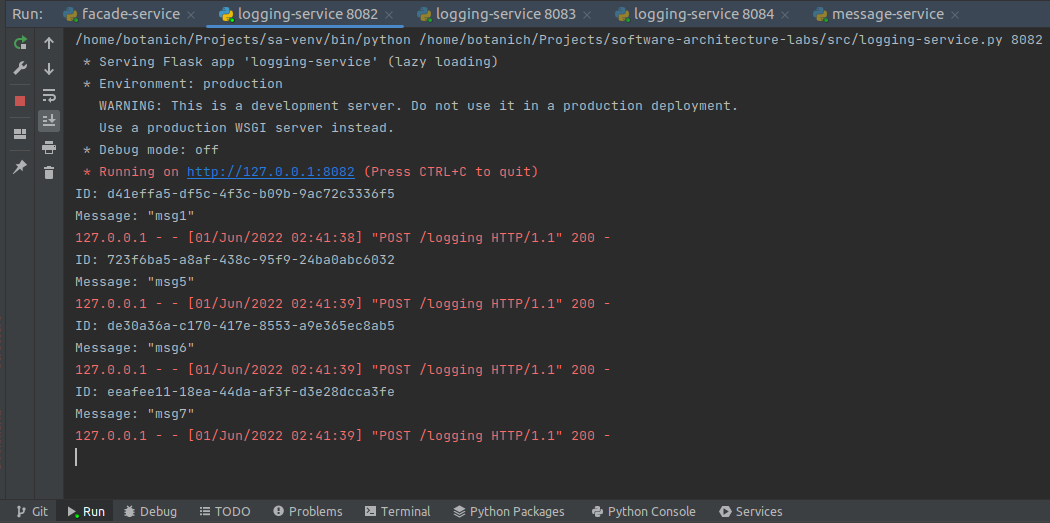 Run: facade-service logging-service 8082 logging-service 8083 logging-service 8084 message-service
/home/botanich/Projects/sa-venv/bin/python /home/botanich/Projects/software-architecture-labs/src/logging-service.py 8082
* Serving Flask app 'logging-service' (lazy loading)
* Environment: production
WARNING: This is a development server. Do not use it in a production deployment.
Use a production WSGI server instead.
* Debug mode: off
* Running on http://127.0.0.1:8082 (Press CTRL+C to quit)
ID: d41effa5-df5c-4f3c-b09b-9ac72c3336f5
Message: "msg1"
127.0.0.1 - - [01/Jun/2022 02:41:38] "POST /logging HTTP/1.1" 200 -
ID: 723f6ba5-a8af-438c-95f9-24ba0abc6032
Message: "msg5"
127.0.0.1 - - [01/Jun/2022 02:41:39] "POST /logging HTTP/1.1" 200 -
ID: de30a36a-c170-417e-8553-a9e365ec8ab5
Message: "msg6"
127.0.0.1 - - [01/Jun/2022 02:41:39] "POST /logging HTTP/1.1" 200 -
ID: eeafee11-18ea-44da-af3f-d3e28dcca3fe
Message: "msg7"
127.0.0.1 - - [01/Jun/2022 02:41:39] "POST /logging HTTP/1.1" 200 -
Git Run Debug TODO Problems Terminal Python Packages Python Console Services